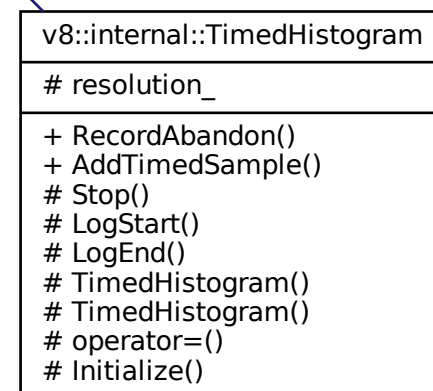 v8::internal::TimedHistogram
# resolution_
+ RecordAbandon()
+ AddTimedSample()
# Stop()
# LogStart()
# LogEnd()
# TimedHistogram()
# TimedHistogram()
# operator=()
# Initialize()